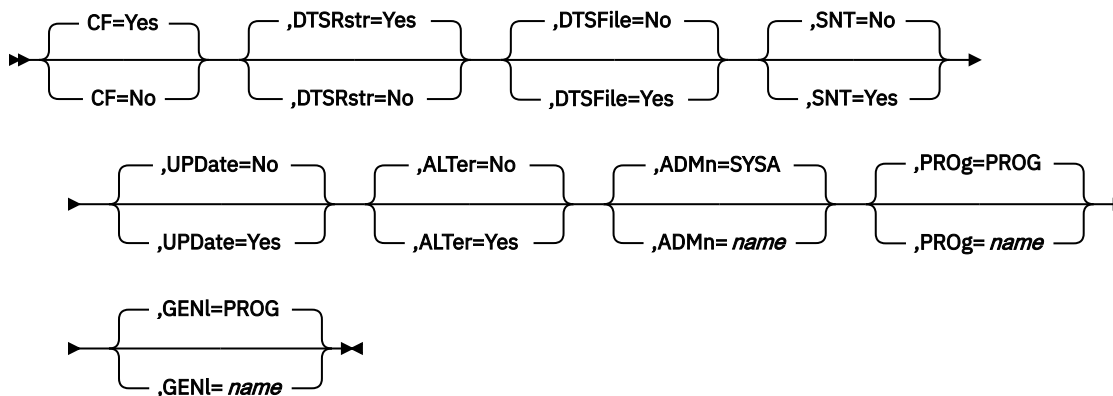 CF=Yes ,DTSRstr=Yes ,DTSFile=No ,SNT=No
CF=No ,DTSRstr=No ,DTSFile=Yes ,SNT=Yes
,UPDate=No ,ALTer=No ,ADMn=SYSA ,PROg=PROG
,UPDate=Yes ,ALTer=Yes ,ADMn= name ,PROg= name
,GENl=PROG
,GENl= name